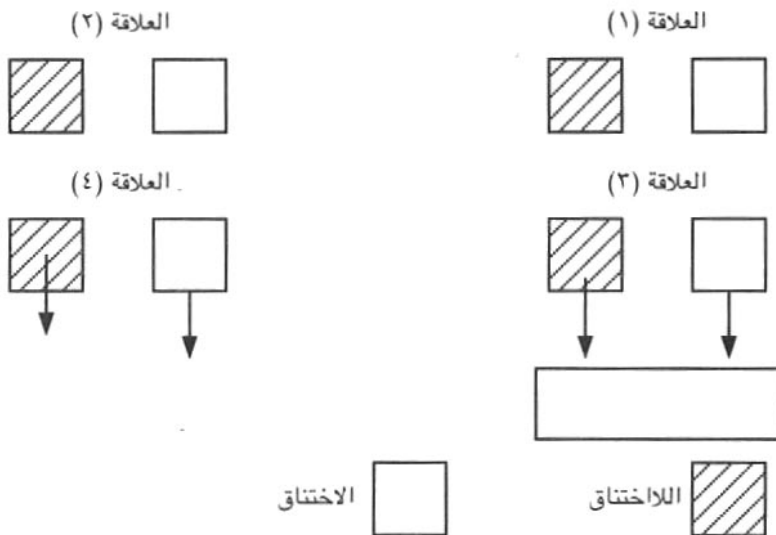 العلاقة (١)
العلاقة (٢)
العلاقة (٣)
العلاقة (٤)
اللااختناق
الاختناق